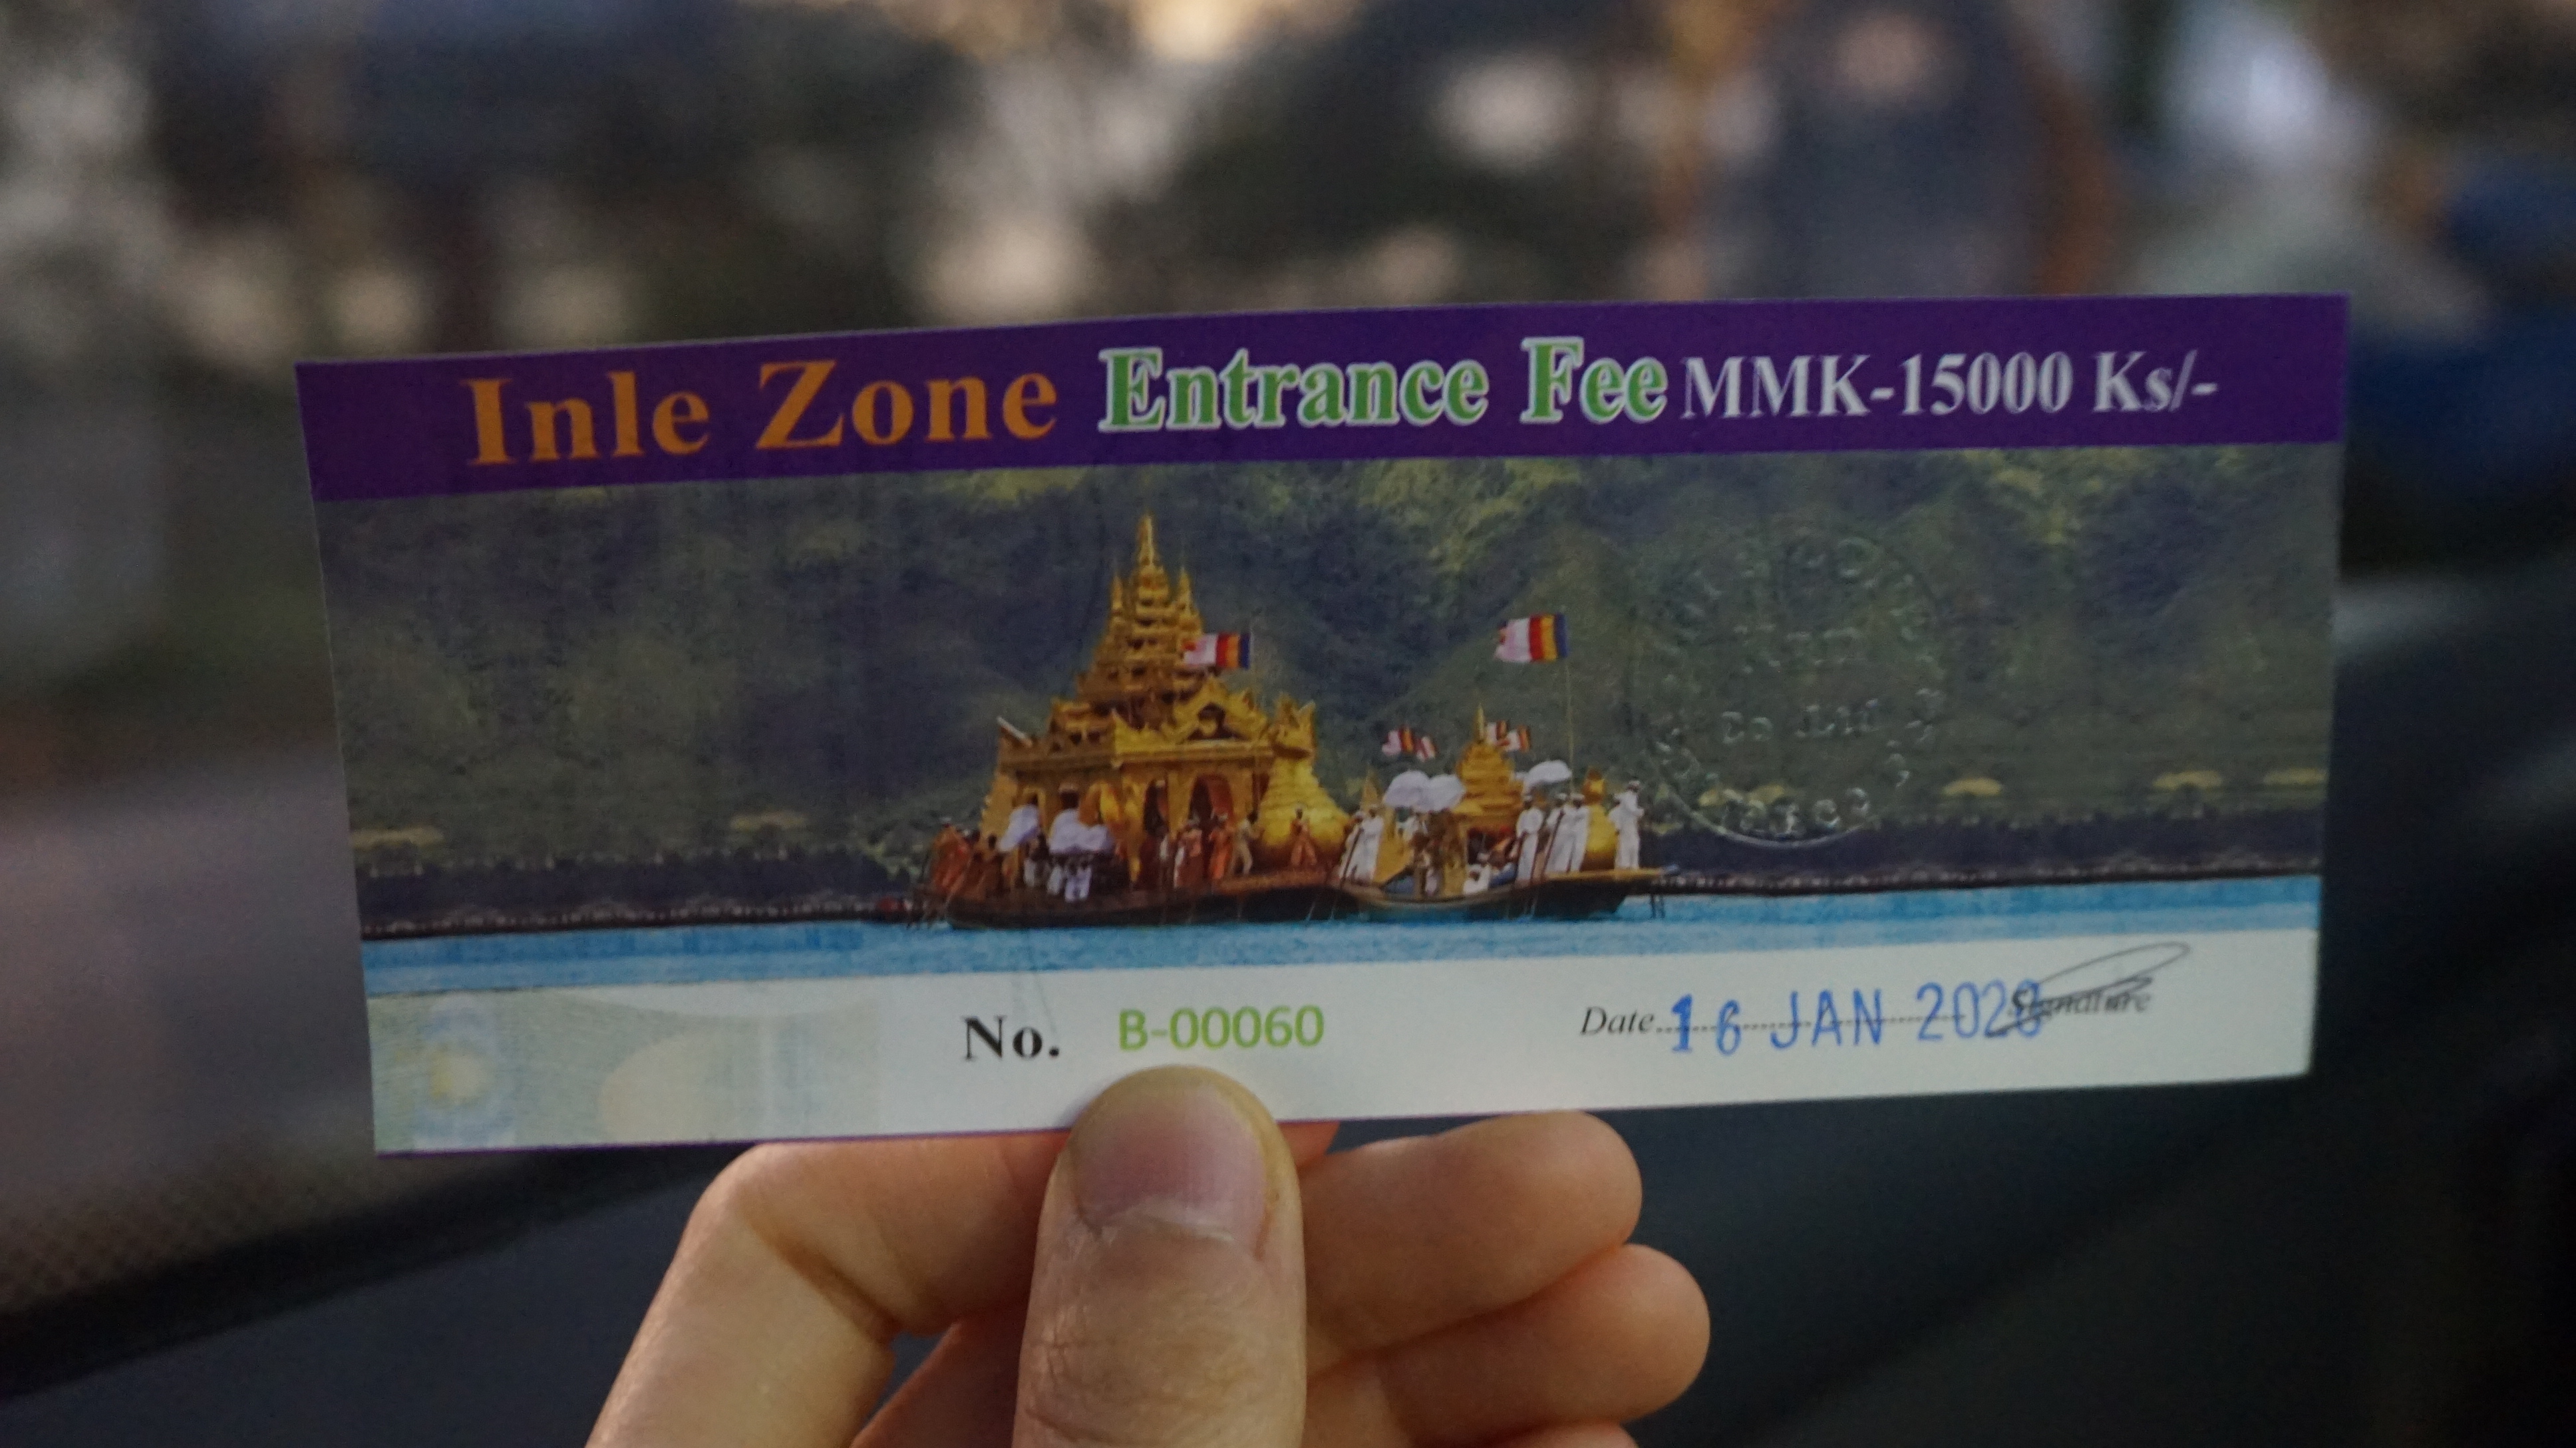 Inle Zone Entrance Fee MMK-15000 Ks/-
No. B-00060 Date 16 JAN 2020 Signature